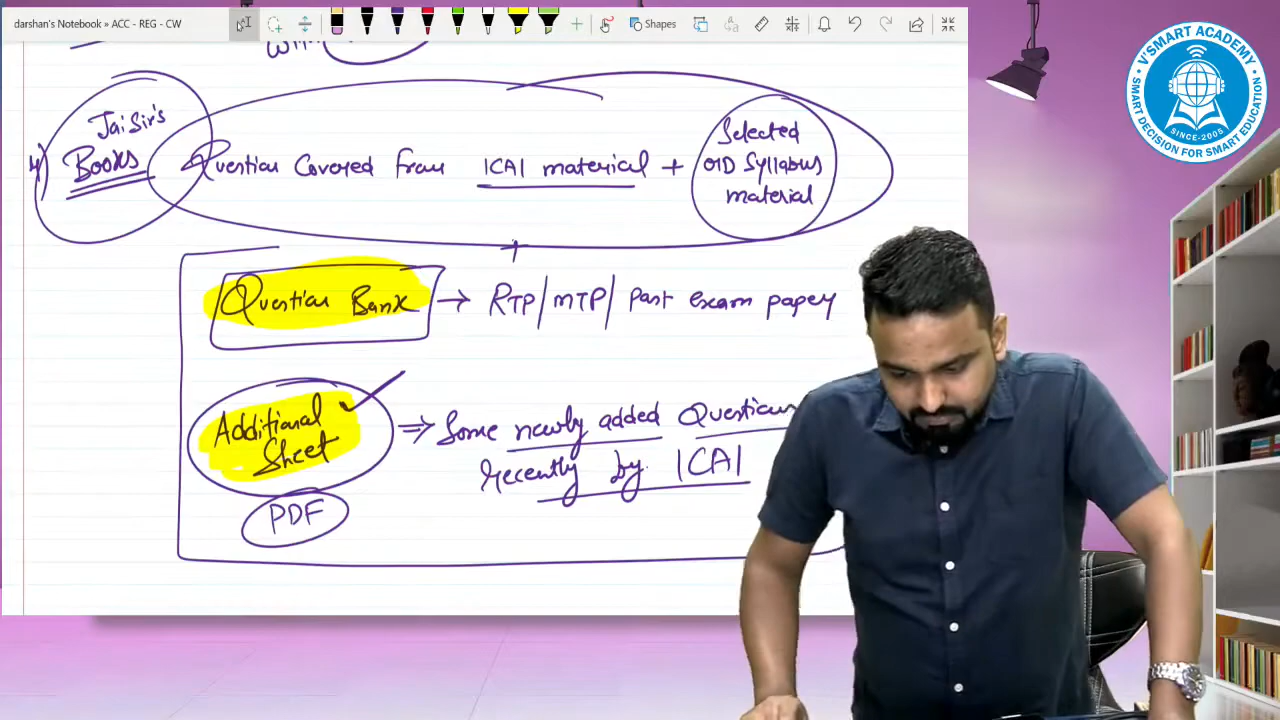 darshan's Notebook » ACC - REG - CW
Shapes
With
4) Jai Sir's
Books
Question Covered from ICAI material +
Selected
Old Syllabus
material
Question Bank → RTP/MTP/ Past exam papers
Additional
Sheet
⇒ Some newly added Questions
recently by ICAI
PDF
V'SMART ACADEMY
SMART DECISION FOR SMART EDUCATION
SINCE-2005